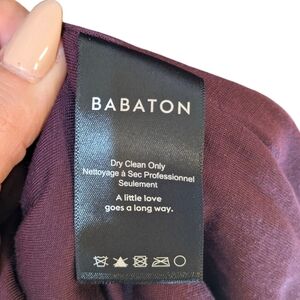 BABATON
Dry Clean Only
Nettoyage à Sec Professionnel
Seulement
A little love
goes a long way.